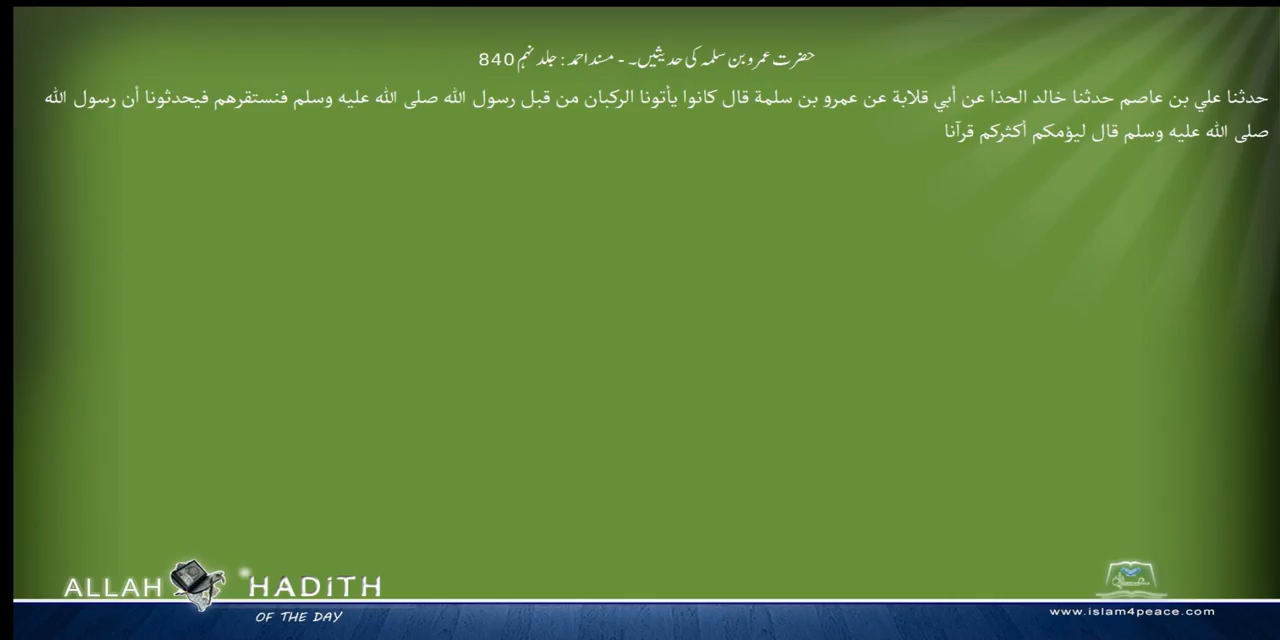 حضرت عمرو بن سلمہ کی حدیثیں۔ - مسند احمد : جلد نہم 840
حدثنا علي بن عاصم حدثنا خالد الحذا عن أبي قلابة عن عمرو بن سلمة قال كانوا يأتونا الركبان من قبل رسول الله صلى الله عليه وسلم فنستقرهم فيحدثونا أن رسول الله
صلى الله عليه وسلم قال ليؤمكم أكثركم قرآنا
ALLAH HADITH
OF THE DAY
www.islam4peace.com